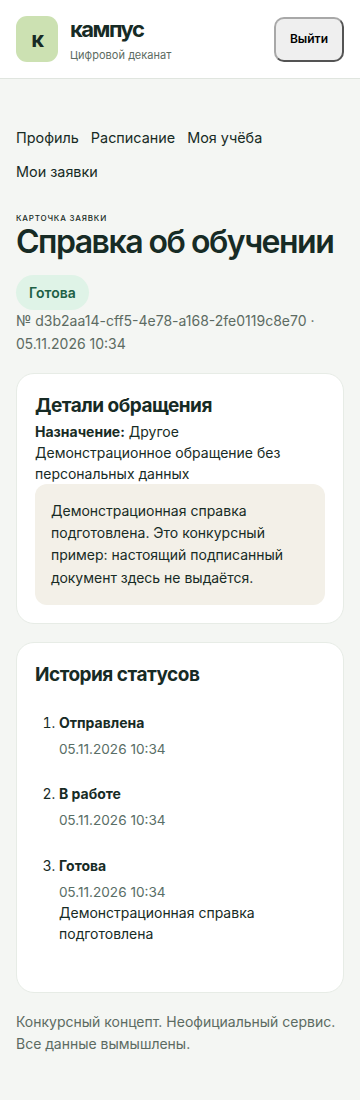 к
кампус
Цифровой деканат
Выйти
Профиль Расписание Моя учёба
Мои заявки
КАРТОЧКА ЗАЯВКИ
Справка об обучении
Готова
№ d3b2aa14-cff5-4e78-a168-2fe0119c8e70 ·
05.11.2026 10:34
Детали обращения
Назначение: Другое
Демонстрационное обращение без
персональных данных
Демонстрационная справка
подготовлена. Это конкурсный
пример: настоящий подписанный
документ здесь не выдаётся.
История статусов
1. Отправлена
05.11.2026 10:34
2. В работе
05.11.2026 10:34
3. Готова
05.11.2026 10:34
Демонстрационная справка
подготовлена
Конкурсный концепт. Неофициальный сервис.
Все данные вымышлены.